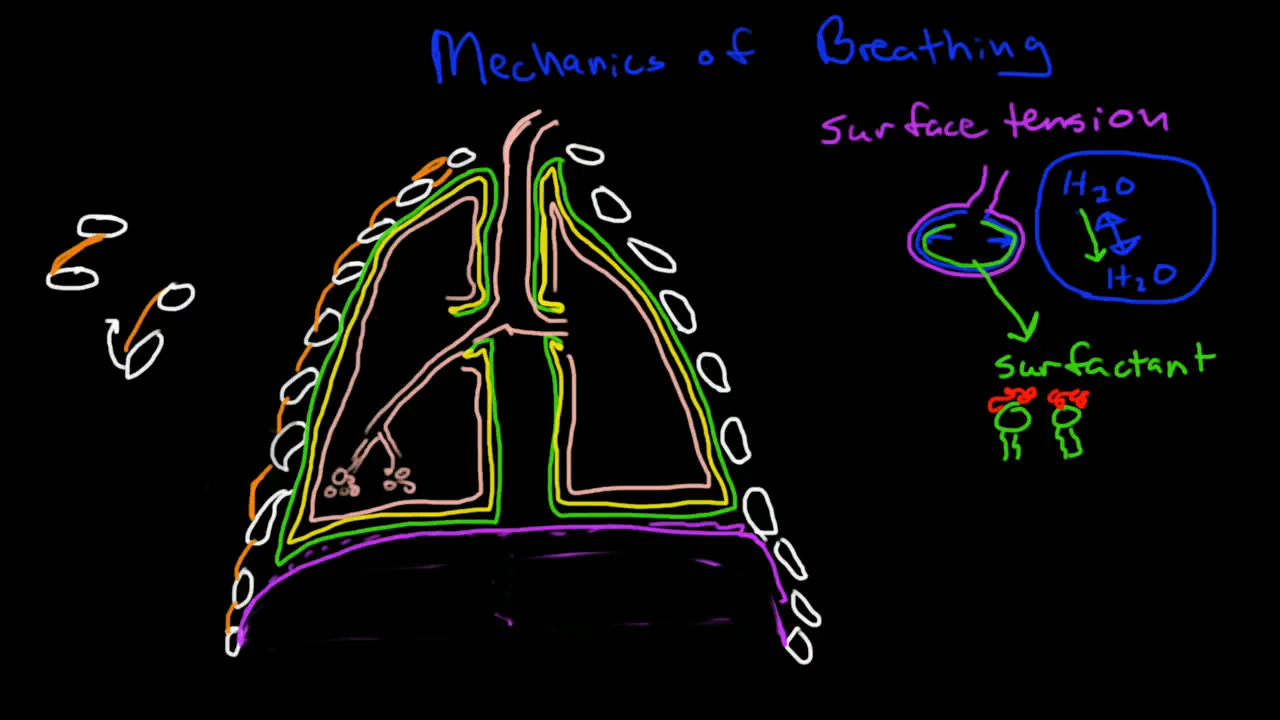 Mechanics of Breathing
surface tension
H₂O
H₂O
surfactant